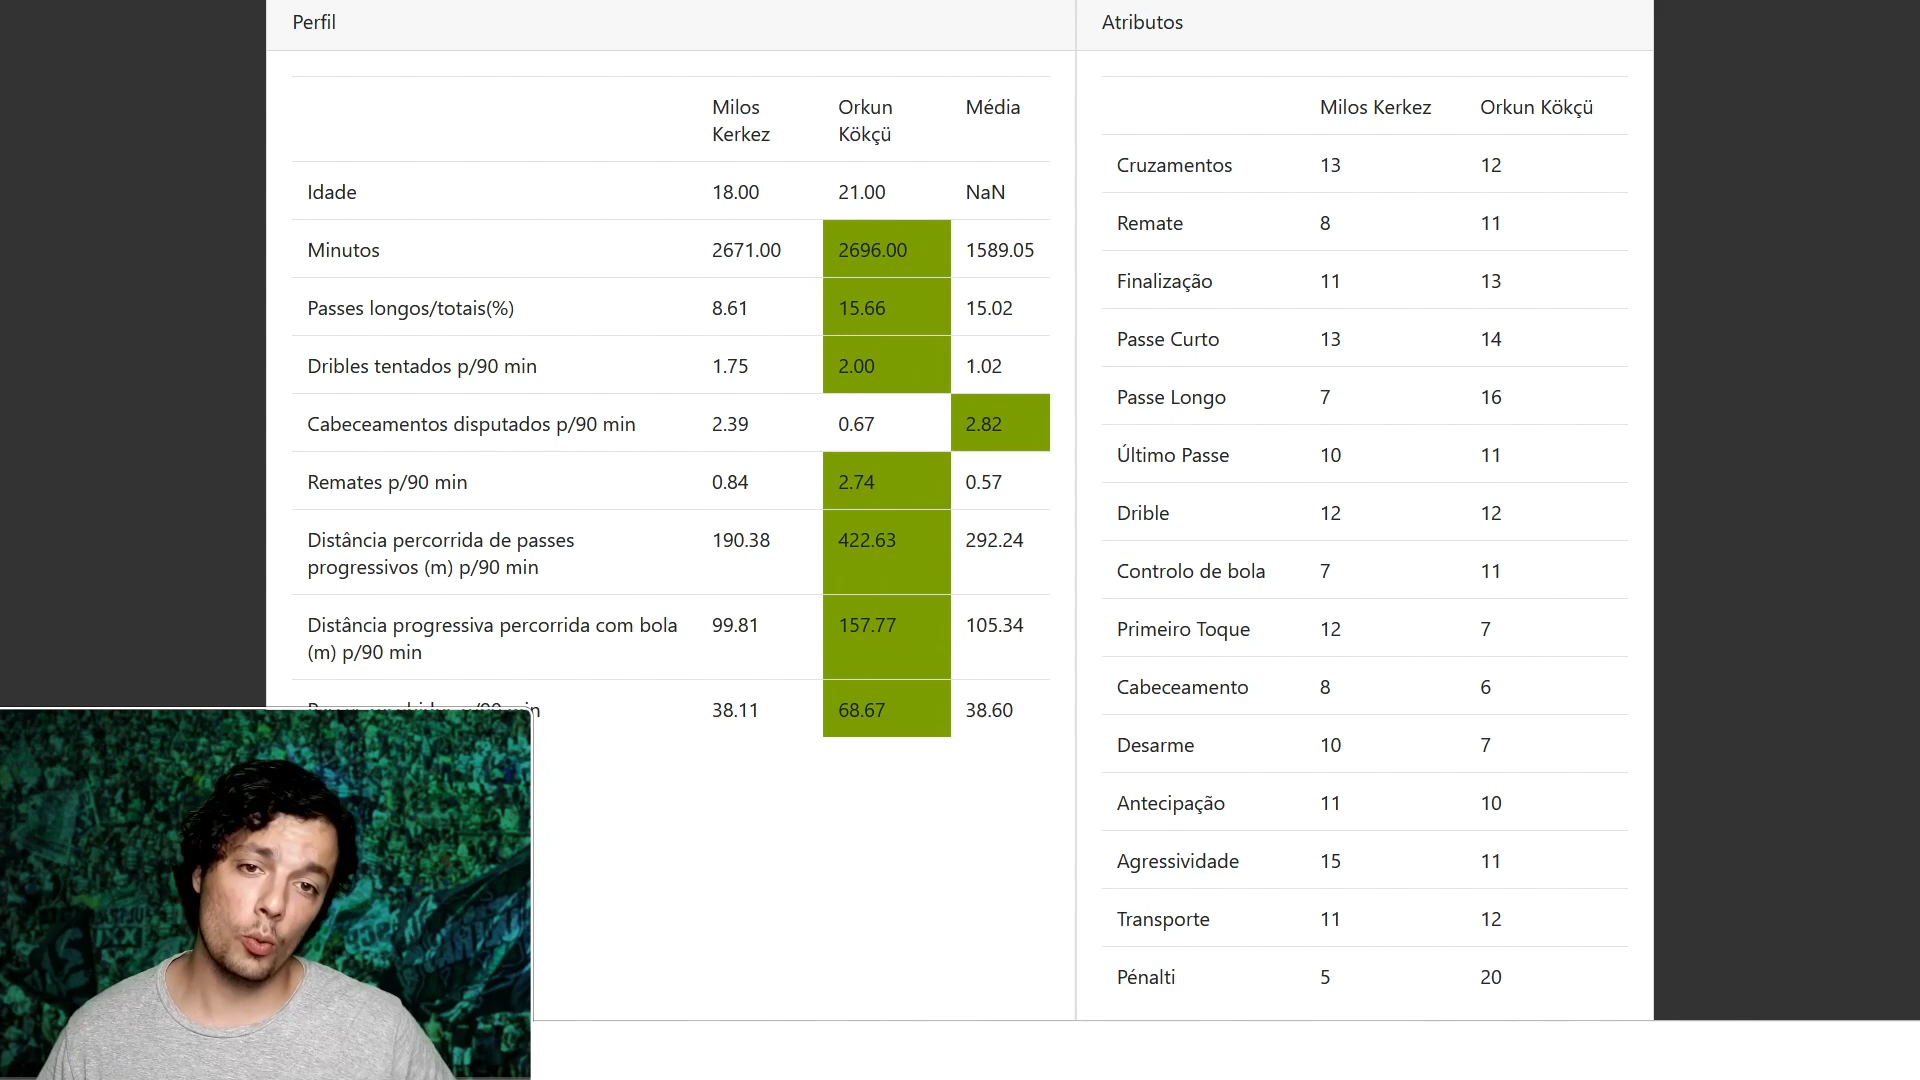 Perfil
Milos Kerkez Orkun Kökçü Média
Idade 18.00 21.00 NaN
Minutos 2671.00 2696.00 1589.05
Passes longos/totais(%) 8.61 15.66 15.02
Dribles tentados p/90 min 1.75 2.00 1.02
Cabeceamentos disputados p/90 min 2.39 0.67 2.82
Remates p/90 min 0.84 2.74 0.57
Distância percorrida de passes progressivos (m) p/90 min 190.38 422.63 292.24
Distância progressiva percorrida com bola (m) p/90 min 99.81 157.77 105.34
38.11 68.67 38.60
Atributos
Milos Kerkez Orkun Kökçü
Cruzamentos 13 12
Remate 8 11
Finalização 11 13
Passe Curto 13 14
Passe Longo 7 16
Último Passe 10 11
Drible 12 12
Controlo de bola 7 11
Primeiro Toque 12 7
Cabeceamento 8 6
Desarme 10 7
Antecipação 11 10
Agressividade 15 11
Transporte 11 12
Pénalti 5 20